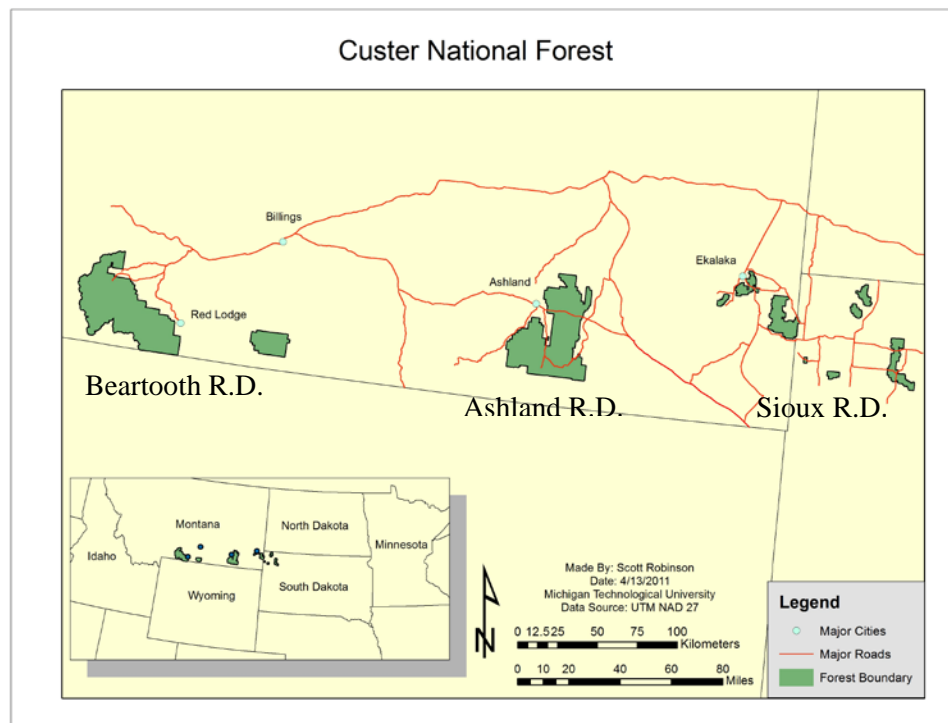 Custer National Forest
Billings
Ekalaka
Ashland
Red Lodge
Beartooth R.D.
Ashland R.D.
Sioux R.D.
Montana
North Dakota
Minnesota
Idaho
South Dakota
Wyoming
N
Made By: Scott Robinson
Date: 4/13/2011
Michigan Technological University
Data Source: UTM NAD 27
0 12.525 50 75 100
Kilometers
0 10 20 40 60 80
Miles
Legend
Major Cities
Major Roads
Forest Boundary